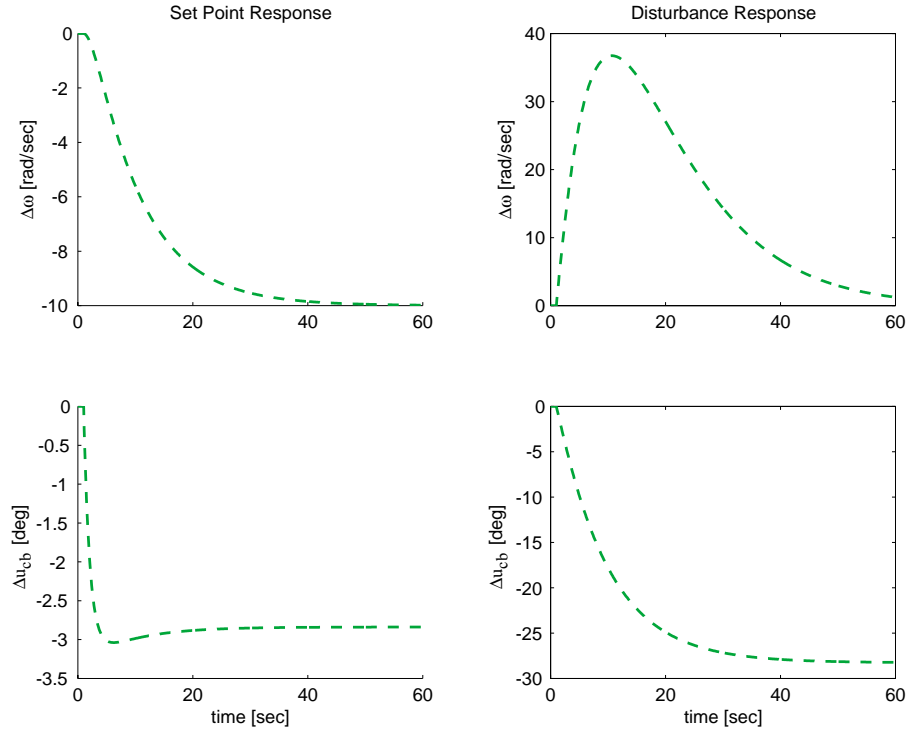 Set Point Response
0
-2
-4
-6
-8
-10
Δω [rad/sec]
0 20 40 60
Disturbance Response
40
30
20
10
0
Δω [rad/sec]
0 20 40 60
0
-0.5
-1
-1.5
-2
-2.5
-3
-3.5
Δu_cb [deg]
0 20 40 60
time [sec]
0
-5
-10
-15
-20
-25
-30
Δu_cb [deg]
0 20 40 60
time [sec]